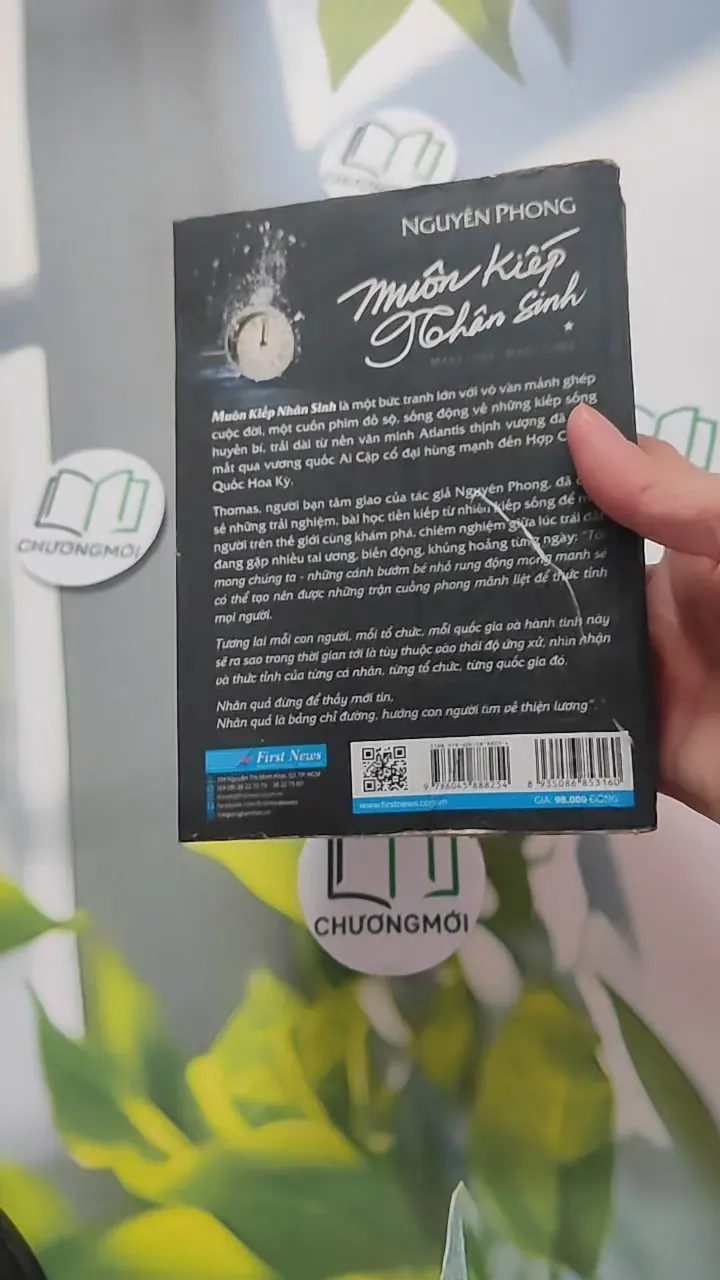 NGUYÊN PHONG
Muôn Kiếp
Nhân Sinh
Muôn Kiếp Nhân Sinh là một bức tranh lớn với vô vàn mảnh ghép
cuộc đời, một cuốn phim đồ sộ, sống động về những kiếp sống
huyền bí, trải dài từ nền văn minh Atlantis thịnh vượng đã
mất qua vương quốc Ai Cập cổ đại hùng mạnh đến Hợp
Quốc Hoa Kỳ.
Thomas, người bạn tâm giao của tác giả Nguyên Phong, đã
sẻ những trải nghiệm, bài học tiền kiếp từ nhiều kiếp sống để
người trên thế giới cùng khám phá, chiêm nghiệm giữa lúc trái
đang gặp nhiều tai ương, biến động, khủng hoảng từng ngày: "Tôi
mong chúng ta - những cánh bướm bé nhỏ rung động mong manh sẽ
có thể tạo nên được những trận cuồng phong mãnh liệt để thức tỉnh
mọi người.
Tương lai mỗi con người, mỗi tổ chức, mỗi quốc gia và hành tinh này
sẽ ra sao trong thời gian tới là tùy thuộc vào thái độ ứng xử, nhìn nhận
và thức tỉnh của từng cá nhân, từng tổ chức, từng quốc gia đó.
Nhân quả đừng để thấy mới tin,
Nhân quả là bảng chỉ đường, hướng con người tìm về thiện lương".
First News
www.firstnews.com.vn
9 786045 888254
8 935086 853160
GIÁ: 98.000 ĐỒNG
CHƯƠNGMỚI
CHƯƠNGMỚI